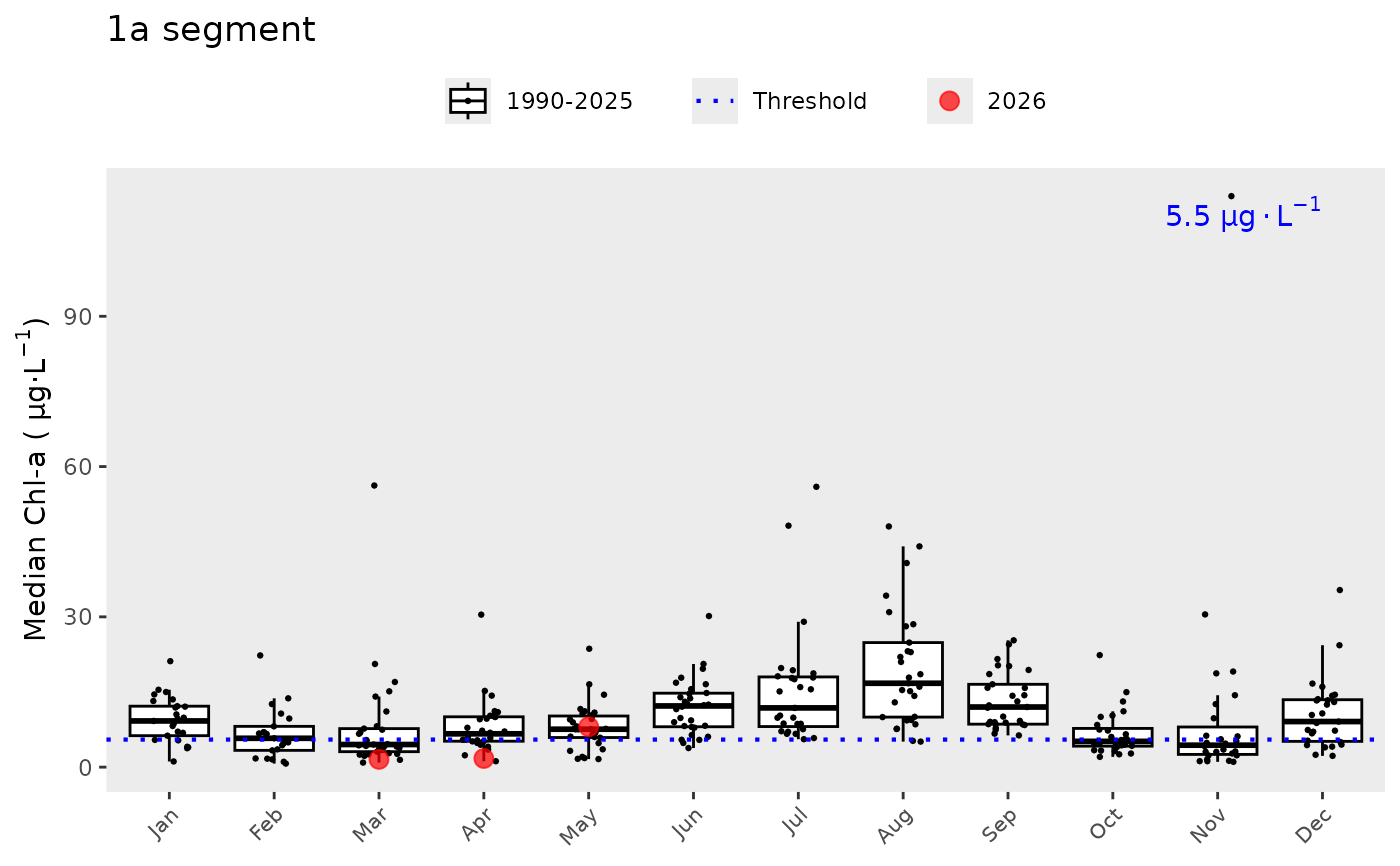 1a segment
1990-2025
Threshold
2026
5.5 µg·L⁻¹
Median Chl-a ( µg·L⁻¹)
90
60
30
0
Jan
Feb
Mar
Apr
May
Jun
Jul
Aug
Sep
Oct
Nov
Dec